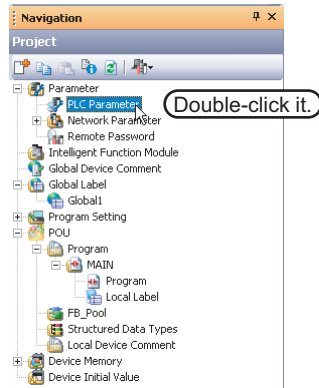 Navigation
Project
Parameter
PLC Parameter
Double-click it.
Network Parameter
Remote Password
Intelligent Function Module
Global Device Comment
Global Label
Global1
Program Setting
POU
Program
MAIN
Program
Local Label
FB_Pool
Structured Data Types
Local Device Comment
Device Memory
Device Initial Value